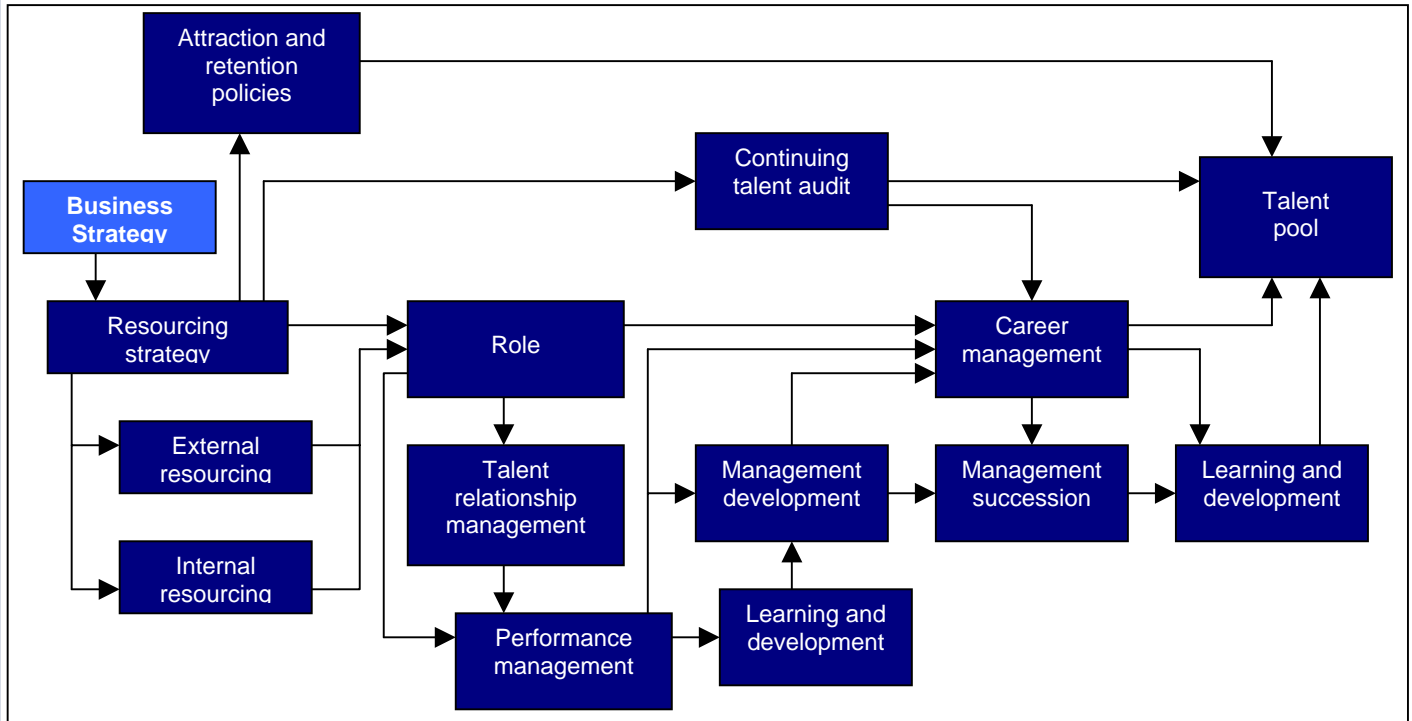 Attraction and
retention
policies
Continuing
talent audit
Business
Strategy
Talent
pool
Resourcing
strategy
Role
Career
management
External
resourcing
Talent
relationship
management
Management
development
Management
succession
Learning and
development
Internal
resourcing
Learning and
development
Performance
management